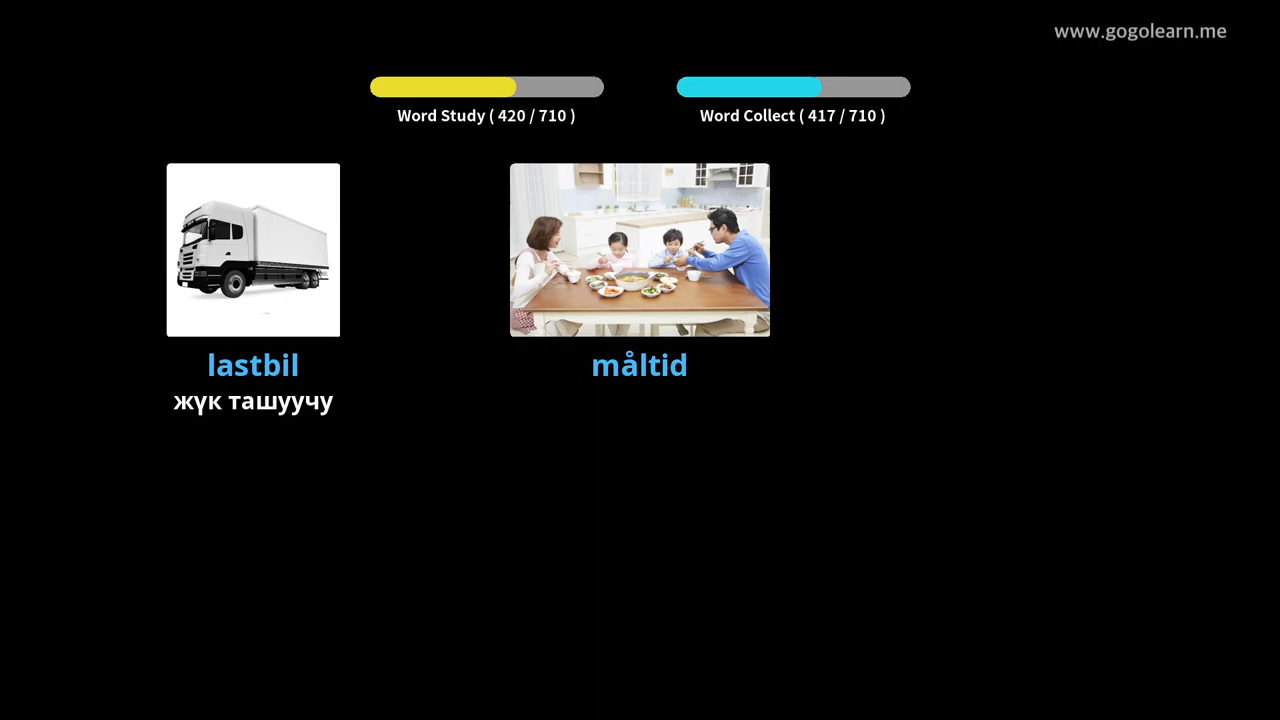 www.gogolearn.me
Word Study ( 420 / 710 )
Word Collect ( 417 / 710 )
lastbil
жүк ташуучу
måltid